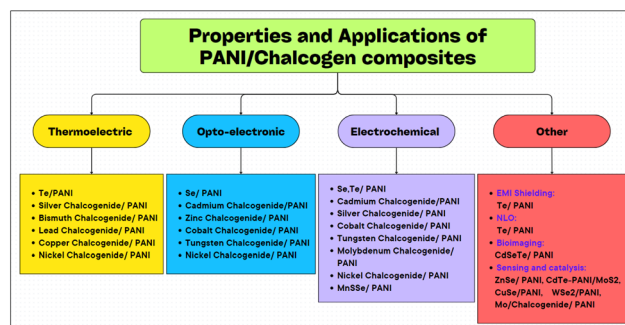 Properties and Applications of
PANI/Chalcogen composites
Thermoelectric
Opto-electronic
Electrochemical
Other
Te/PANI
Silver Chalcogenide/ PANI
Bismuth Chalcogenide/ PANI
Lead Chalcogenide/ PANI
Copper Chalcogenide/ PANI
Nickel Chalcogenide/ PANI
Se/ PANI
Cadmium Chalcogenide/PANI
Zinc Chalcogenide/ PANI
Cobalt Chalcogenide/ PANI
Tungsten Chalcogenide/ PANI
Nickel Chalcogenide/ PANI
Se,Te/ PANI
Cadmium Chalcogenide/PANI
Silver Chalcogenide/ PANI
Cobalt Chalcogenide/ PANI
Tungsten Chalcogenide/ PANI
Molybdenum Chalcogenide/
PANI
Nickel Chalcogenide/ PANI
MnSSe/ PANI
EMI Shielding:
Te/ PANI
NLO:
Te/ PANI
Bioimaging:
CdSeTe/ PANI
Sensing and catalysis:
ZnSe/ PANI, CdTe-PANI/MoS2,
CuSe/PANI, WSe2/PANI,
Mo/Chalcogenide/ PANI